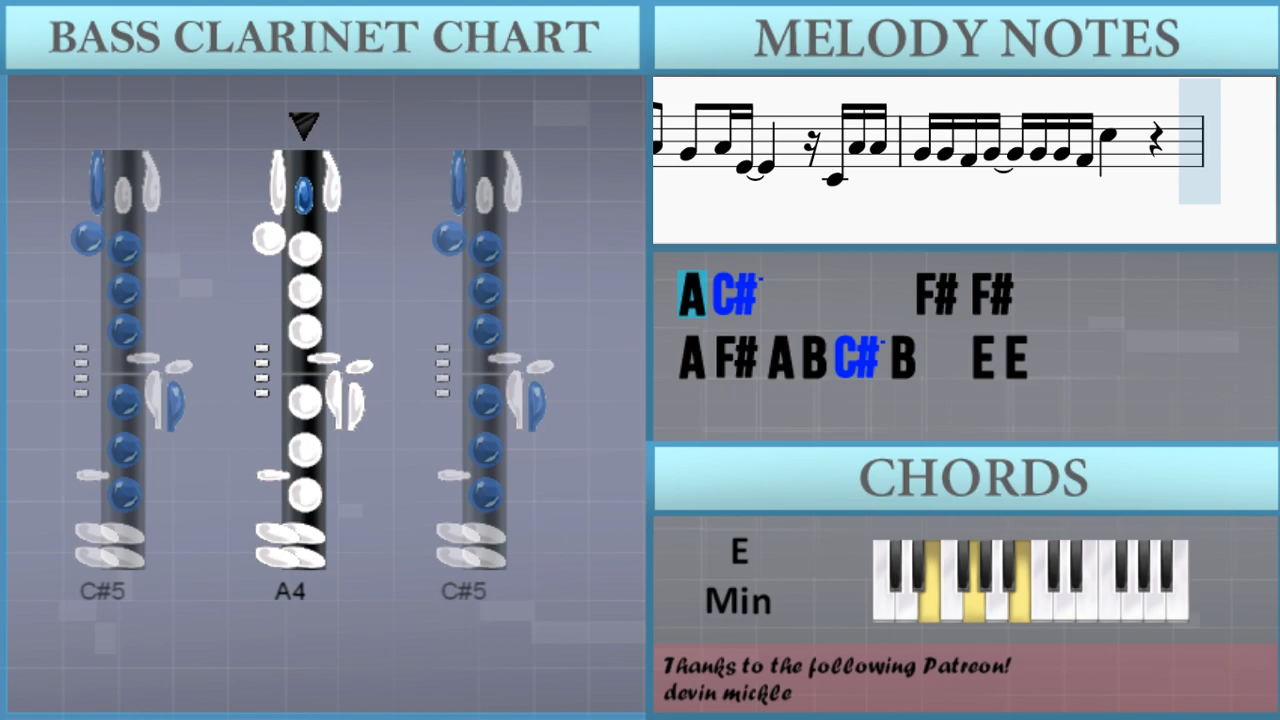 BASS CLARINET CHART
C#5
A4
C#5
MELODY NOTES
A C#- F# F#
A F# A B C#- B E E
CHORDS
E
Min
Thanks to the following Patreon!
devin mickle